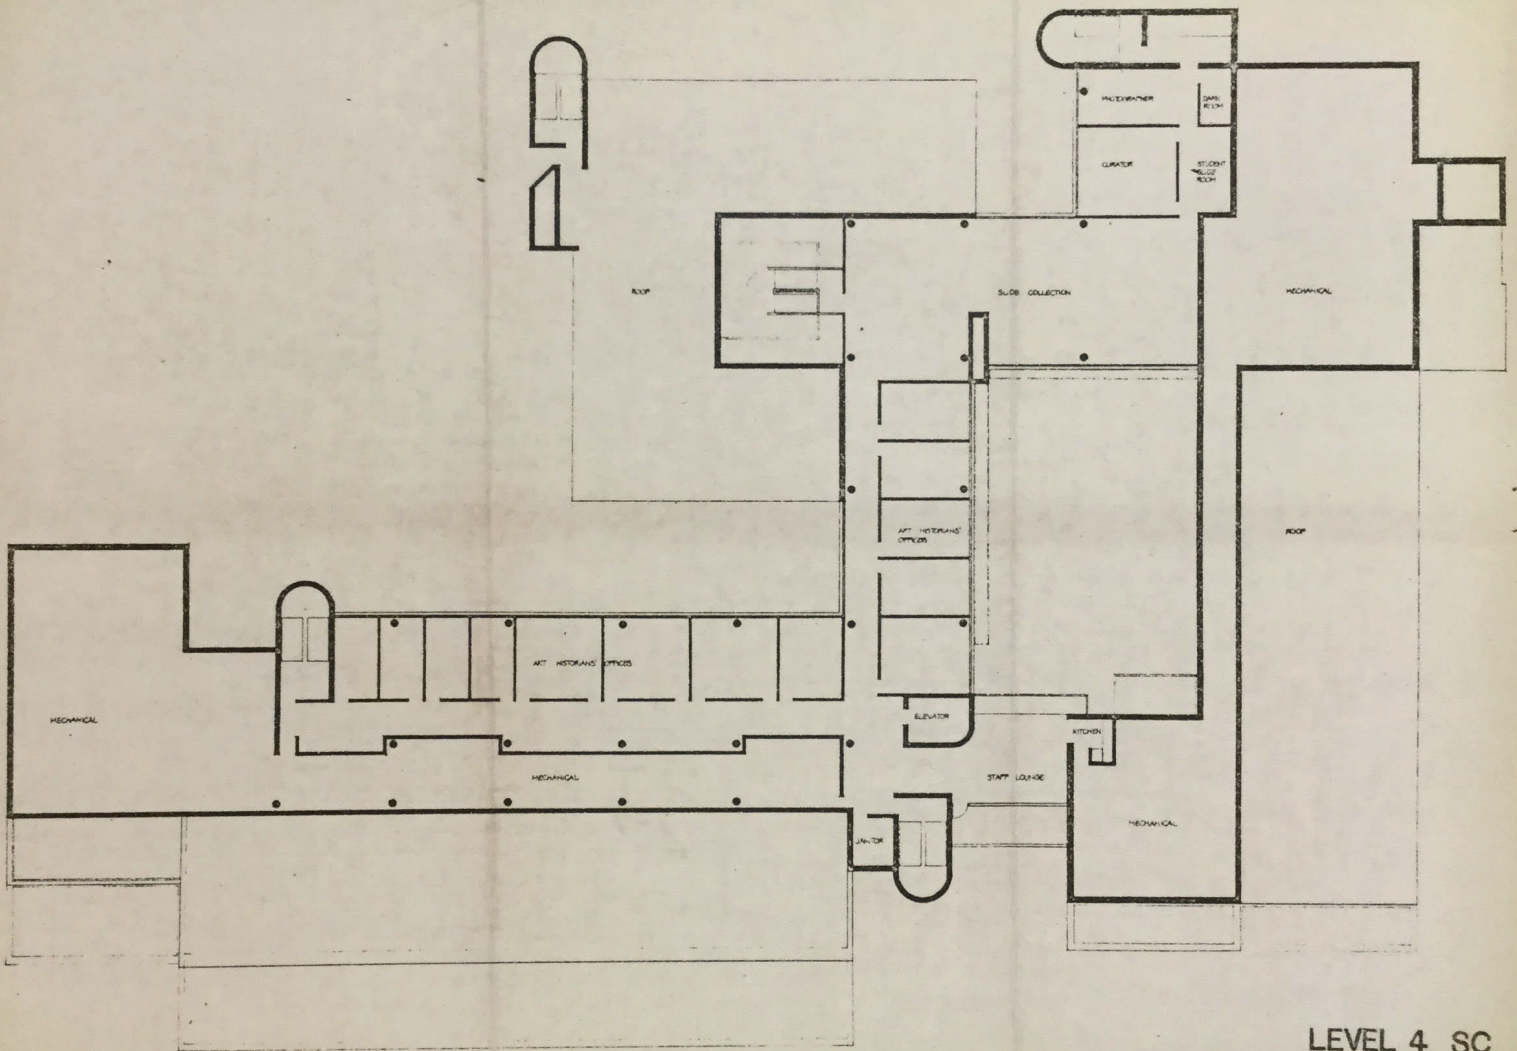 PHOTOGRAPHER
DARK
ROOM
CURATOR
STUDENT
SLIDE
ROOM
ROOF
SLIDE COLLECTION
MECHANICAL
ART HISTORIANS'
OFFICES
ROOF
ART HISTORIANS' OFFICES
MECHANICAL
ELEVATOR
KITCHEN
MECHANICAL
STAFF LOUNGE
MECHANICAL
JANITOR
LEVEL 4 SC